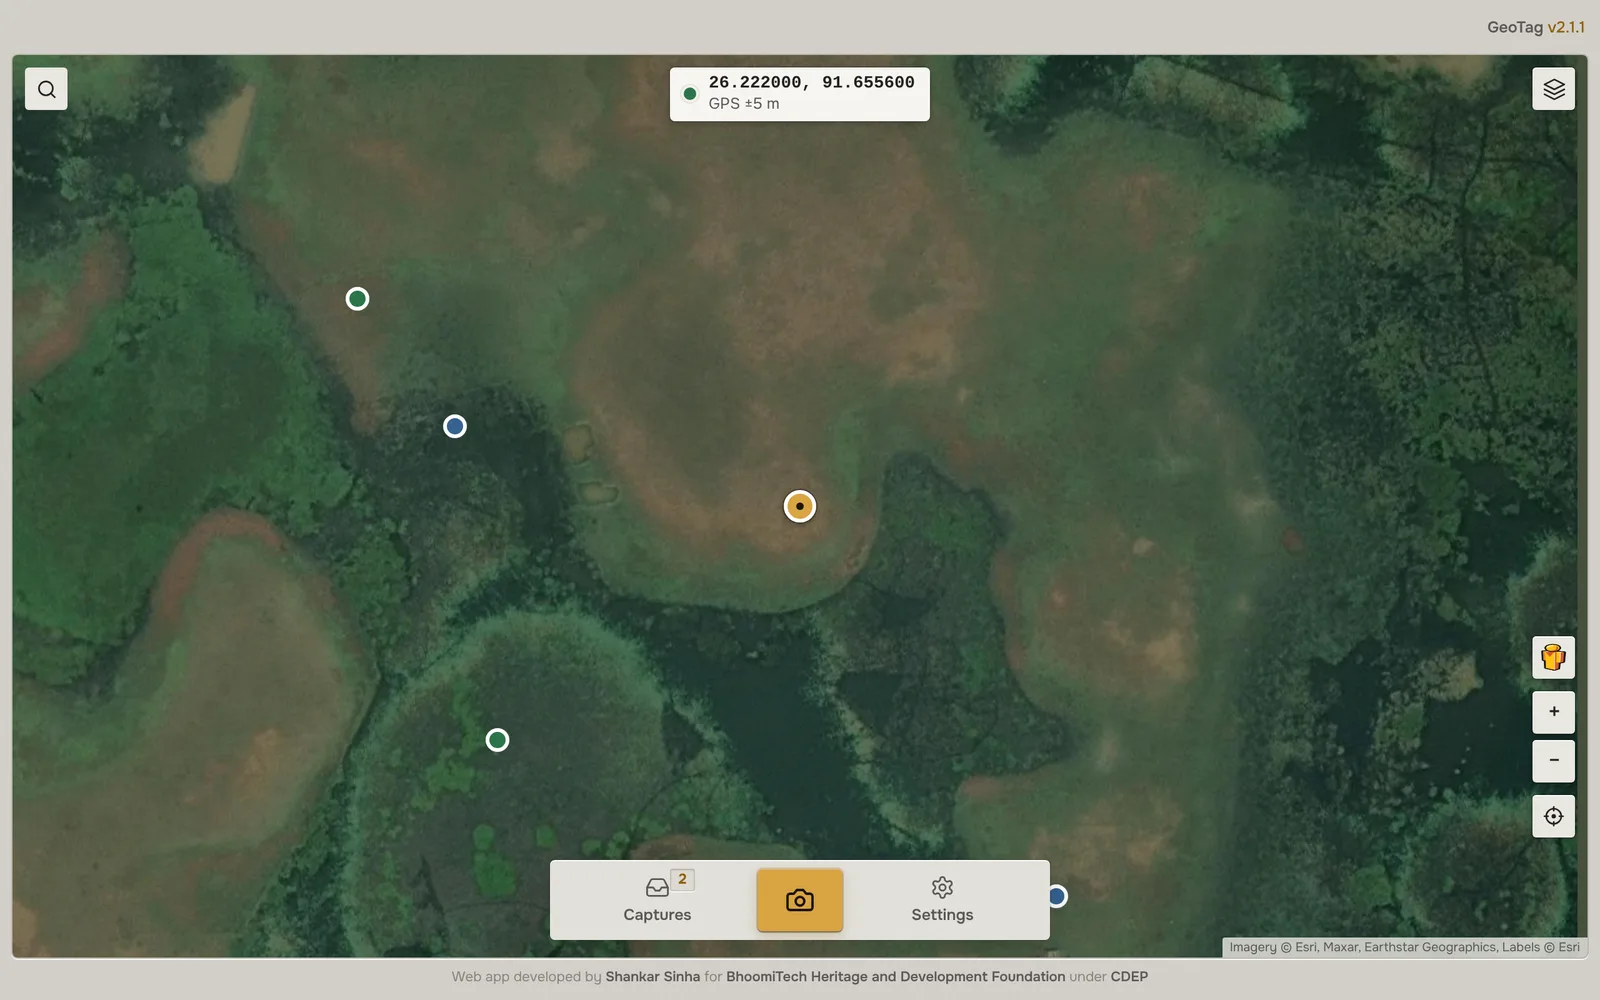 GeoTag v2.1.1
26.222000, 91.655600
GPS ±5 m
+
−
2
Captures
Settings
Imagery © Esri, Maxar, Earthstar Geographics, Labels © Esri
Web app developed by Shankar Sinha for BhoomiTech Heritage and Development Foundation under CDEP